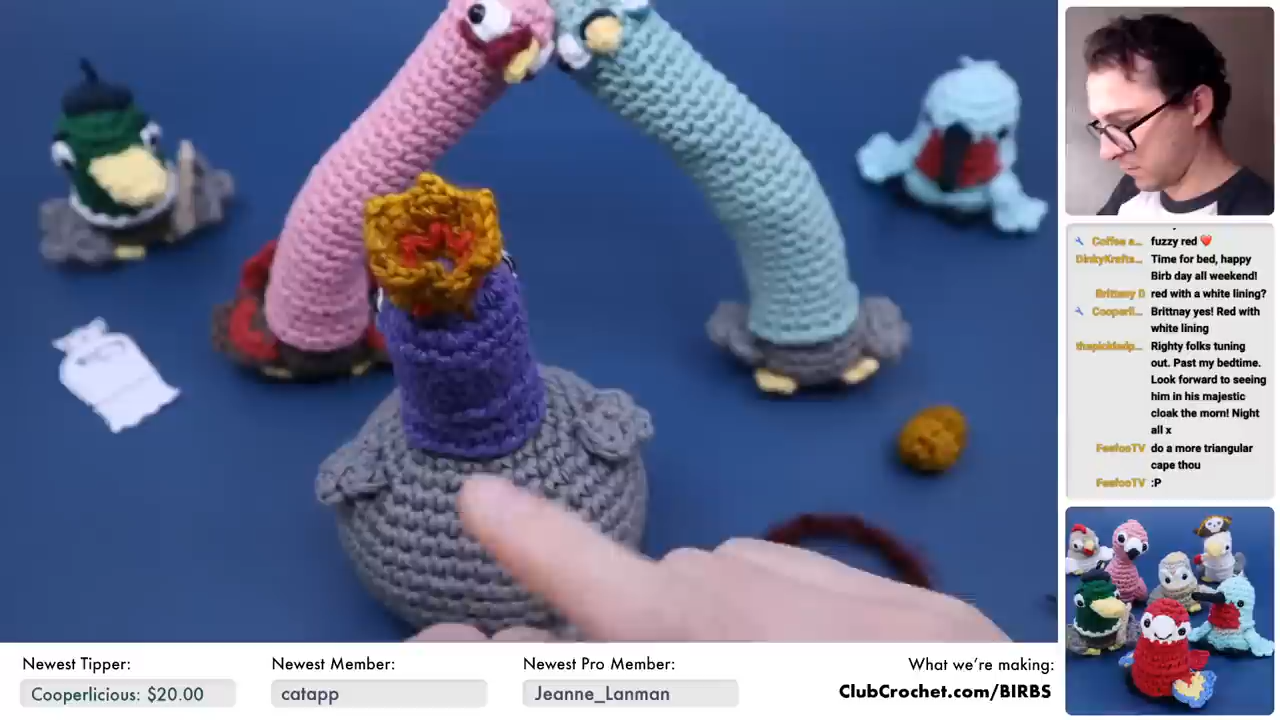 Coffee a... fuzzy red ❤️
DinkyKrafts... Time for bed, happy
Birb day all weekend!
Brittany D red with a white lining?
Cooperli... Brittnay yes! Red with
white lining
Righty folks tuning
out. Past my bedtime.
Look forward to seeing
him in his majestic
cloak the morn! Night
all x
FeefooTV do a more triangular
cape thou
FeefooTV :P
Newest Tipper:
Cooperlicious: $20.00
Newest Member:
catapp
Newest Pro Member:
Jeanne_Lanman
What we're making:
ClubCrochet.com/BIRBS